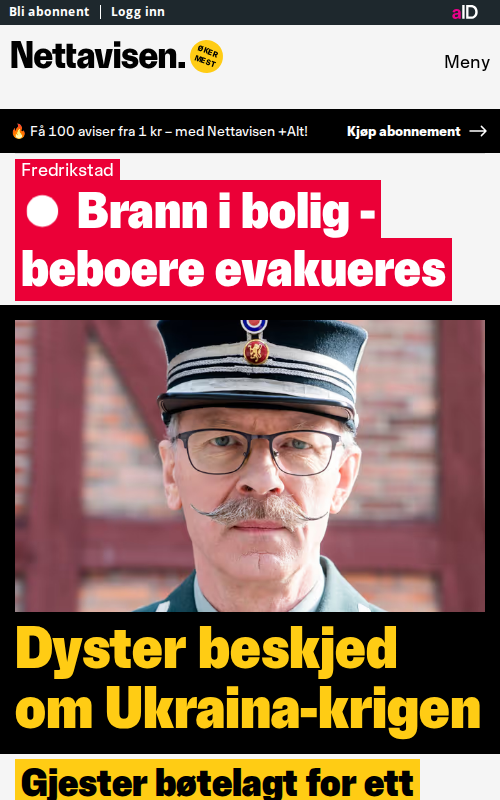 Bli abonnent | Logg inn
aID
Nettavisen.
ØKER
MEST
Meny
🔥 Få 100 aviser fra 1 kr – med Nettavisen +Alt!
Kjøp abonnement →
Fredrikstad
Brann i bolig -
beboere evakueres
Dyster beskjed
om Ukraina-krigen
Gjester bøtelagt for ett